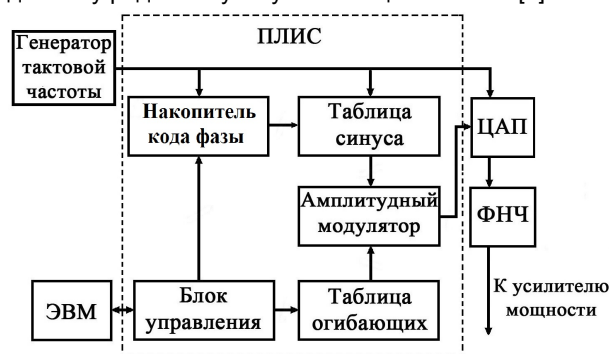 ПЛИС
Генератор
тактовой
частоты
Накопитель
кода фазы
Таблица
синуса
ЦАП
Амплитудный
модулятор
ФНЧ
ЭВМ
Блок
управления
Таблица
огибающих
К усилителю
мощности